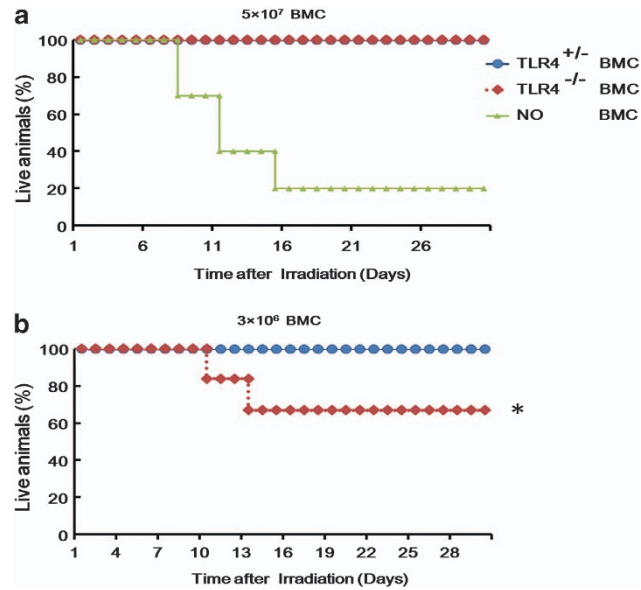 a
5×10⁷ BMC
100
80
60
40
20
0
Live animals (%)
1 6 11 16 21 26
Time after Irradiation (Days)
TLR4 +/- BMC
TLR4 -/- BMC
NO BMC
b
3×10⁶ BMC
100
80
60
40
20
0
Live animals (%)
*
1 4 7 10 13 16 19 22 25 28
Time after Irradiation (Days)